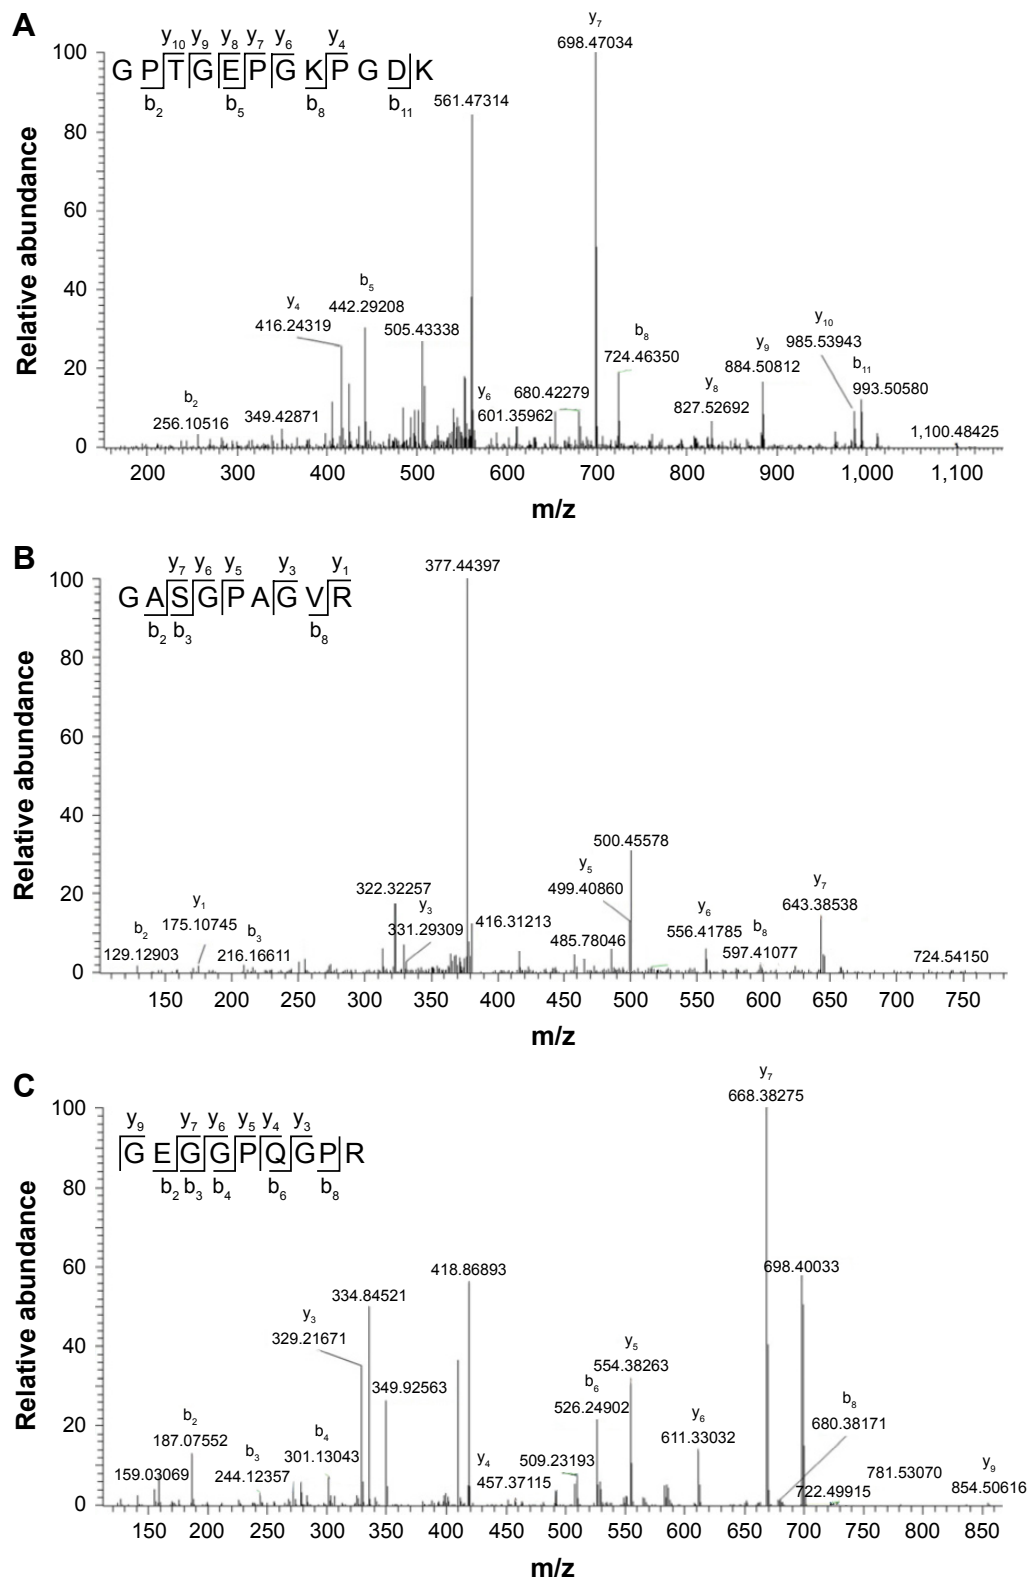 A
y7
698.47034
y10 y9 y8 y7 y6 y4
G P T G E P G K P G D K
b2 b5 b8 b11
561.47314
b5
442.29208
y4
416.24319
505.43338
b8
724.46350
y10
985.53943
y9
884.50812
b11
993.50580
b2
256.10516
349.42871
y6
601.35962
680.42279
y8
827.52692
1,100.48425
100
80
60
40
20
0
Relative abundance
200 300 400 500 600 700 800 900 1,000 1,100
m/z
B
377.44397
y7 y6 y5 y3 y1
G A S G P A G V R
b2 b3 b8
500.45578
y5
499.40860
322.32257
y3
331.29309
416.31213
485.78046
y7
643.38538
y6
556.41785
b8
597.41077
724.54150
b2
129.12903
y1
175.10745
b3
216.16611
100
80
60
40
20
0
Relative abundance
150 200 250 300 350 400 450 500 550 600 650 700 750
m/z
C
y7
668.38275
y9 y7 y6 y5 y4 y3
G E G G P Q G P R
b2 b3 b4 b6 b8
418.86893
698.40033
334.84521
y3
329.21671
349.92563
y5
554.38263
b6
526.24902
b8
680.38171
b2
187.07552
b3
244.12357
b4
301.13043
y6
611.33032
159.03069
y4
457.37115
509.23193
722.49915
781.53070
y9
854.50616
100
80
60
40
20
0
Relative abundance
150 200 250 300 350 400 450 500 550 600 650 700 750 800 850
m/z